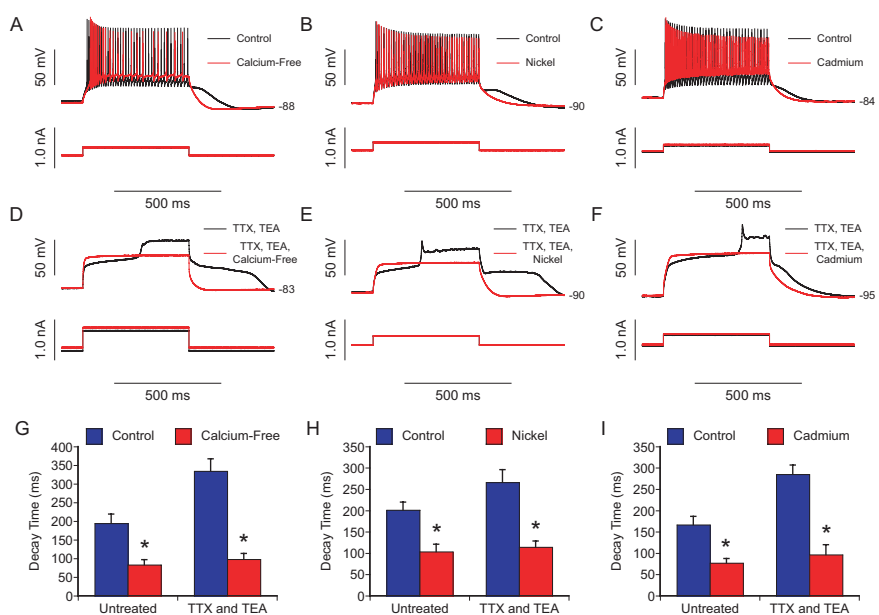 A
Control
Calcium-Free
50 mV
-88
1.0 nA
B
Control
Nickel
50 mV
-90
1.0 nA
C
Control
Cadmium
50 mV
-84
1.0 nA
500 ms
500 ms
500 ms
D
TTX, TEA
TTX, TEA,
Calcium-Free
50 mV
-83
1.0 nA
E
TTX, TEA
TTX, TEA,
Nickel
50 mV
-90
1.0 nA
F
TTX, TEA
TTX, TEA,
Cadmium
50 mV
-95
1.0 nA
500 ms
500 ms
500 ms
G
Control
Calcium-Free
Decay Time (ms)
400
350
300
250
200
150
100
50
0
*
*
Untreated
TTX and TEA
H
Control
Nickel
Decay Time (ms)
350
300
250
200
150
100
50
0
*
*
Untreated
TTX and TEA
I
Control
Cadmium
Decay Time (ms)
350
300
250
200
150
100
50
0
*
*
Untreated
TTX and TEA